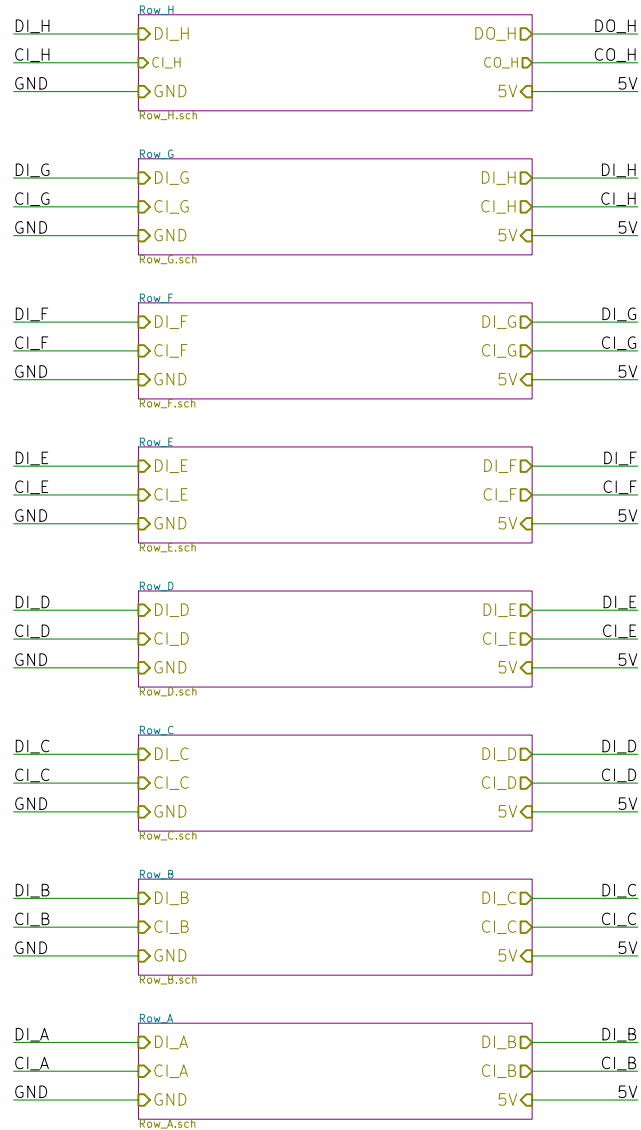 Row_H
DI_H DI_H DO_H DO_H
CI_H CI_H CO_H CO_H
GND GND 5V 5V
Row_H.sch
Row_G
DI_G DI_G DI_H DI_H
CI_G CI_G CI_H CI_H
GND GND 5V 5V
Row_G.sch
Row_F
DI_F DI_F DI_G DI_G
CI_F CI_F CI_G CI_G
GND GND 5V 5V
Row_F.sch
Row_E
DI_E DI_E DI_F DI_F
CI_E CI_E CI_F CI_F
GND GND 5V 5V
Row_E.sch
Row_D
DI_D DI_D DI_E DI_E
CI_D CI_D CI_E CI_E
GND GND 5V 5V
Row_D.sch
Row_C
DI_C DI_C DI_D DI_D
CI_C CI_C CI_D CI_D
GND GND 5V 5V
Row_C.sch
Row_B
DI_B DI_B DI_C DI_C
CI_B CI_B CI_C CI_C
GND GND 5V 5V
Row_B.sch
Row_A
DI_A DI_A DI_B DI_B
CI_A CI_A CI_B CI_B
GND GND 5V 5V
Row_A.sch